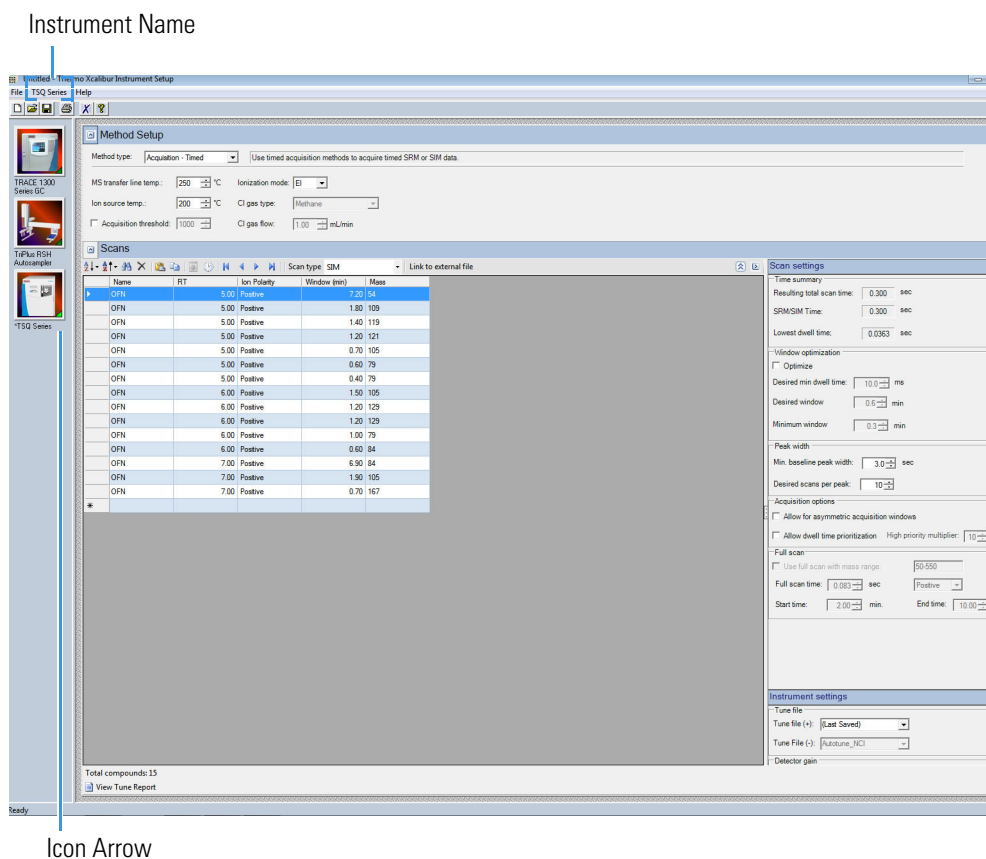 Instrument Name
Untitled - Thermo Xcalibur Instrument Setup
File TSQ Series Help
Method Setup
Method type: Acquisition - Timed Use timed acquisition methods to acquire timed SRM or SIM data.
MS transfer line temp.: 250 °C Ionization mode: EI
Ion source temp.: 200 °C CI gas type: Methane
Acquisition threshold: 1000 CI gas flow: 1.00 mL/min
TRACE 1300
Series GC
TriPlus RSH
Autosampler
*TSQ Series
Scans
Scan type SIM Link to external file
Name RT Ion Polarity Window (min) Mass
OFN 5.00 Positive 7.20 54
OFN 5.00 Positive 1.80 109
OFN 5.00 Positive 1.40 119
OFN 5.00 Positive 1.20 121
OFN 5.00 Positive 0.70 105
OFN 5.00 Positive 0.60 79
OFN 5.00 Positive 0.40 79
OFN 6.00 Positive 1.50 105
OFN 6.00 Positive 1.20 129
OFN 6.00 Positive 1.20 129
OFN 6.00 Positive 1.00 79
OFN 6.00 Positive 0.60 84
OFN 7.00 Positive 6.90 84
OFN 7.00 Positive 1.90 105
OFN 7.00 Positive 0.70 167
Scan settings
Time summary
Resulting total scan time: 0.300 sec
SRM/SIM Time: 0.300 sec
Lowest dwell time: 0.0363 sec
Window optimization
Optimize
Desired min dwell time: 10.0 ms
Desired window 0.6 min
Minimum window 0.3 min
Peak width
Min. baseline peak width: 3.0 sec
Desired scans per peak: 10
Acquisition options
Allow for asymmetric acquisition windows
Allow dwell time prioritization High priority multiplier: 10
Full scan
Use full scan with mass range: 50-550
Full scan time: 0.083 sec Positive
Start time: 2.00 min. End time: 10.00
Instrument settings
Tune file
Tune file (+): (Last Saved)
Tune File (-): Autotune_NCI
Detector gain
Total compounds: 15
View Tune Report
Ready
Icon Arrow